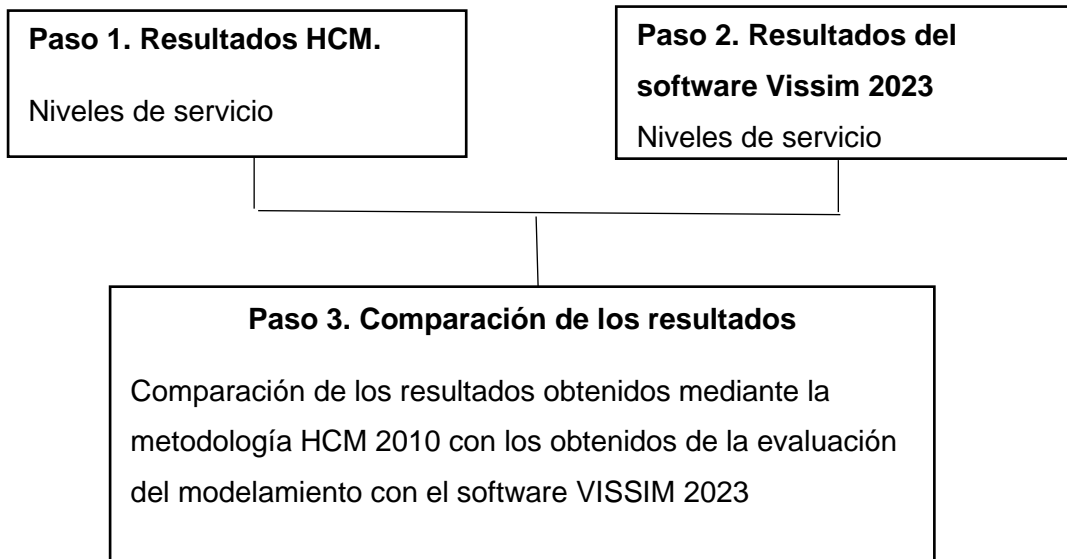 Paso 1. Resultados HCM.
Niveles de servicio
Paso 2. Resultados del
software Vissim 2023
Niveles de servicio
Paso 3. Comparación de los resultados
Comparación de los resultados obtenidos mediante la
metodología HCM 2010 con los obtenidos de la evaluación
del modelamiento con el software VISSIM 2023